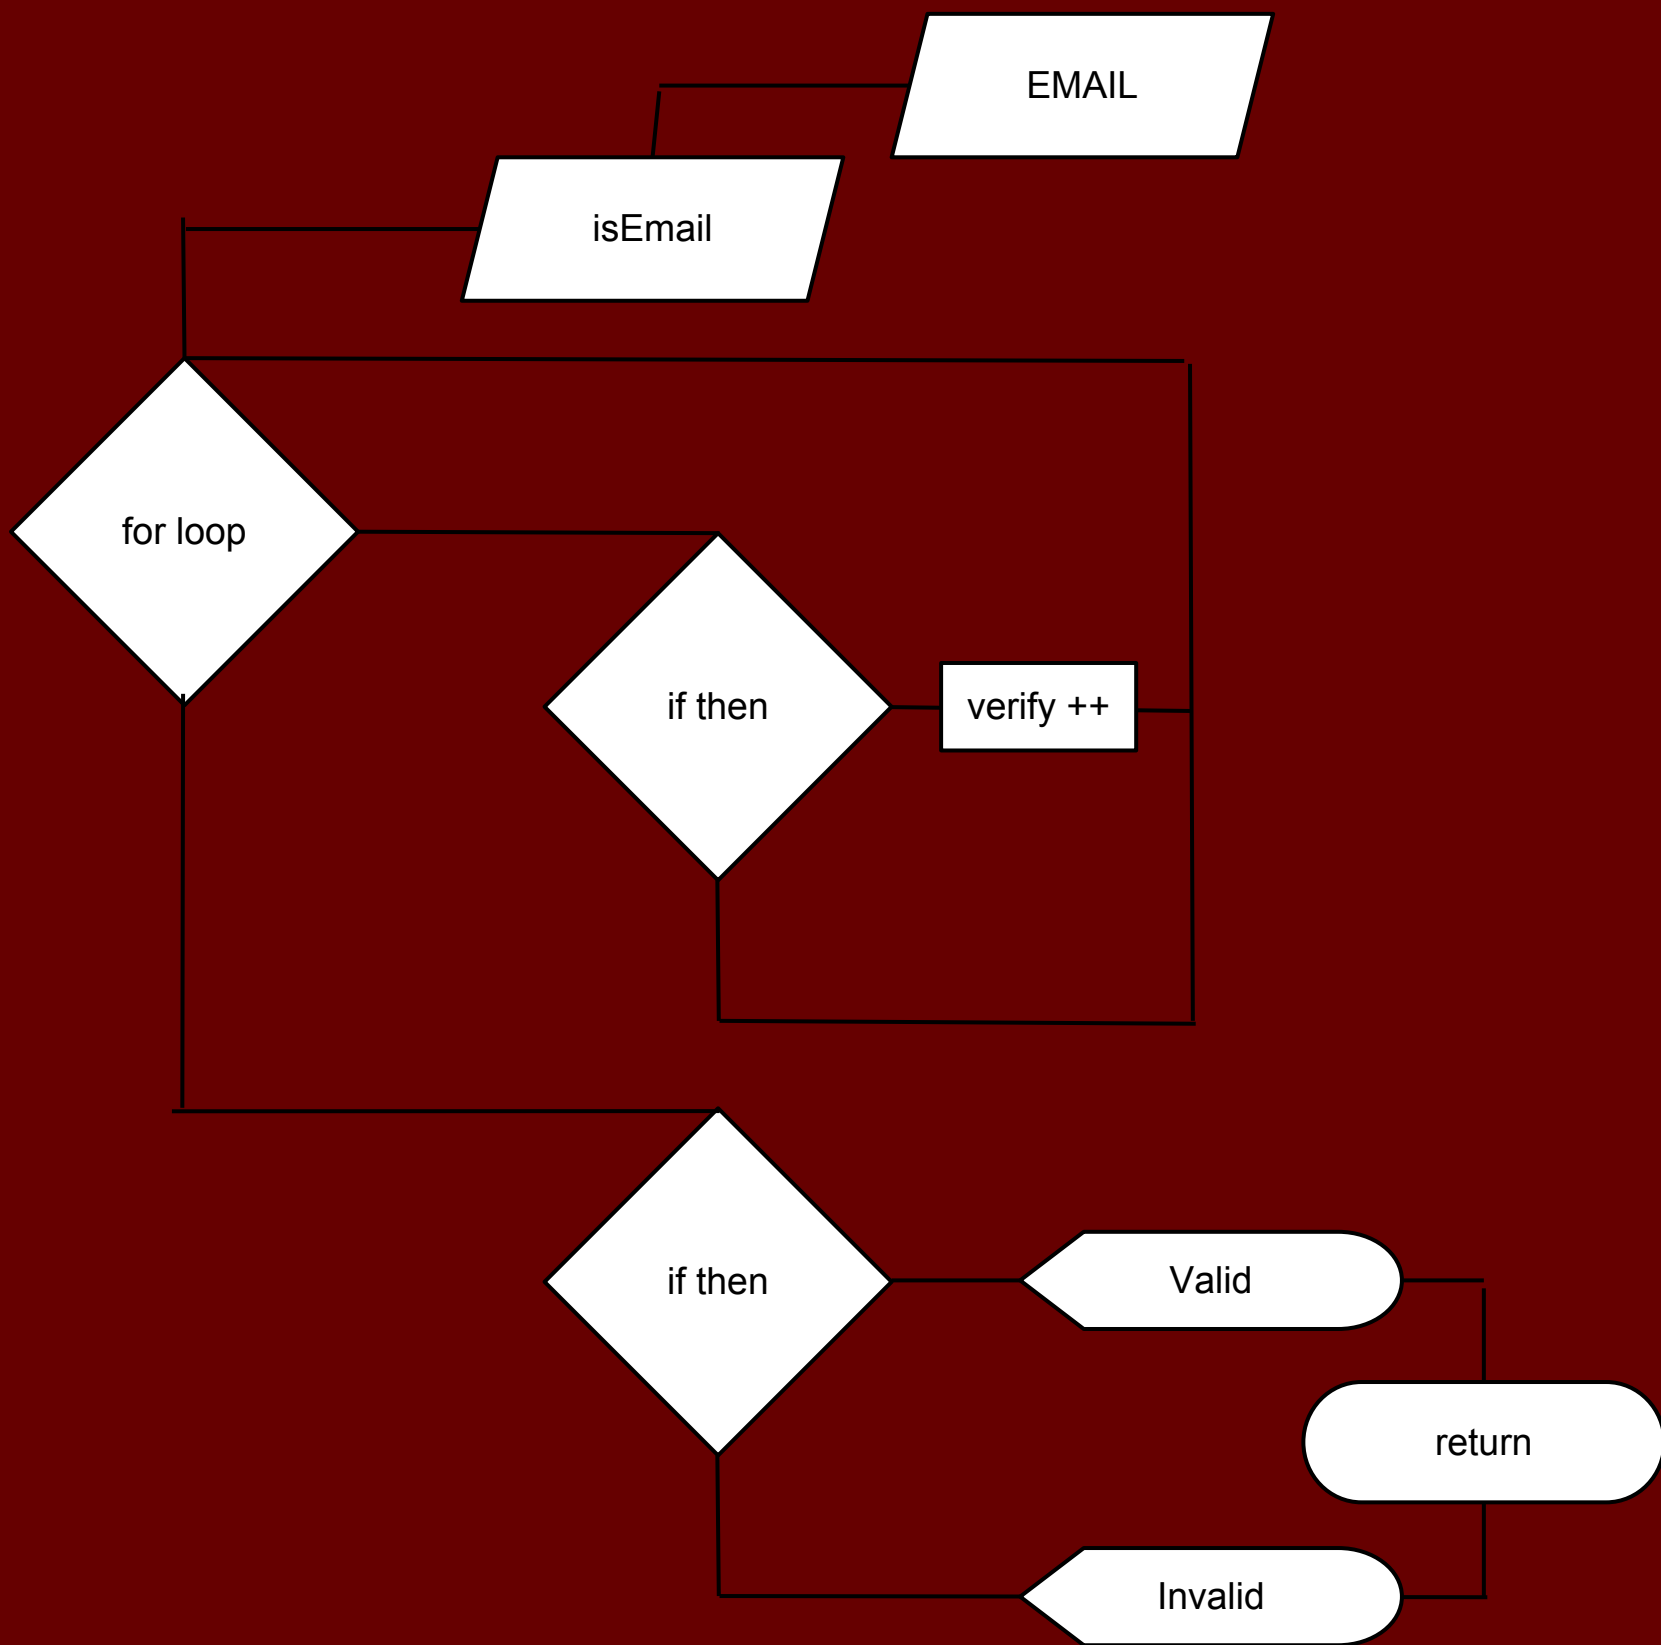 EMAIL
isEmail
for loop
if then
verify ++
if then
Valid
return
Invalid